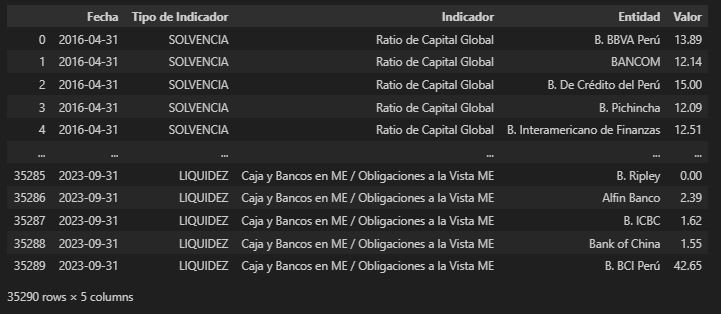 Fecha Tipo de Indicador Indicador Entidad Valor
0 2016-04-31 SOLVENCIA Ratio de Capital Global B. BBVA Perú 13.89
1 2016-04-31 SOLVENCIA Ratio de Capital Global BANCOM 12.14
2 2016-04-31 SOLVENCIA Ratio de Capital Global B. De Crédito del Perú 15.00
3 2016-04-31 SOLVENCIA Ratio de Capital Global B. Pichincha 12.09
4 2016-04-31 SOLVENCIA Ratio de Capital Global B. Interamericano de Finanzas 12.51
... ... ... ... ... ...
35285 2023-09-31 LIQUIDEZ Caja y Bancos en ME / Obligaciones a la Vista ME B. Ripley 0.00
35286 2023-09-31 LIQUIDEZ Caja y Bancos en ME / Obligaciones a la Vista ME Alfin Banco 2.39
35287 2023-09-31 LIQUIDEZ Caja y Bancos en ME / Obligaciones a la Vista ME B. ICBC 1.62
35288 2023-09-31 LIQUIDEZ Caja y Bancos en ME / Obligaciones a la Vista ME Bank of China 1.55
35289 2023-09-31 LIQUIDEZ Caja y Bancos en ME / Obligaciones a la Vista ME B. BCI Perú 42.65
35290 rows × 5 columns